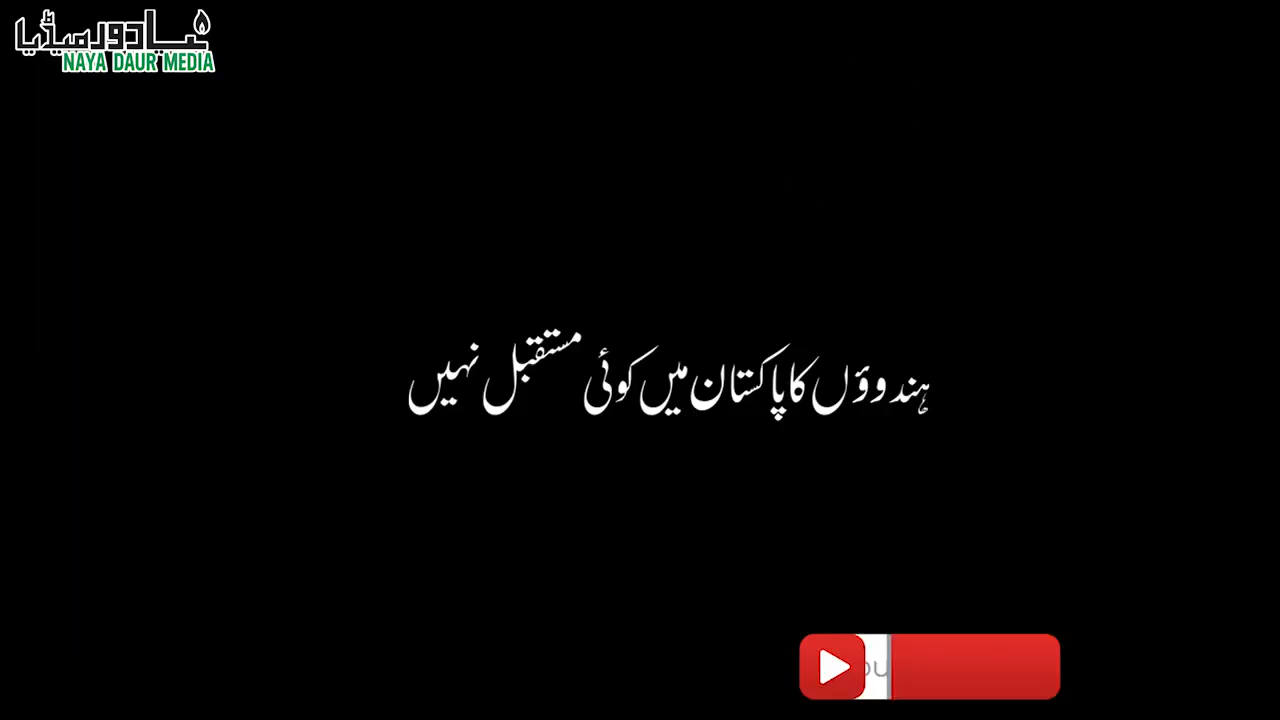 نیا دور میڈیا
NAYA DAUR MEDIA
ہندوؤں کا پاکستان میں کوئی مستقبل نہیں